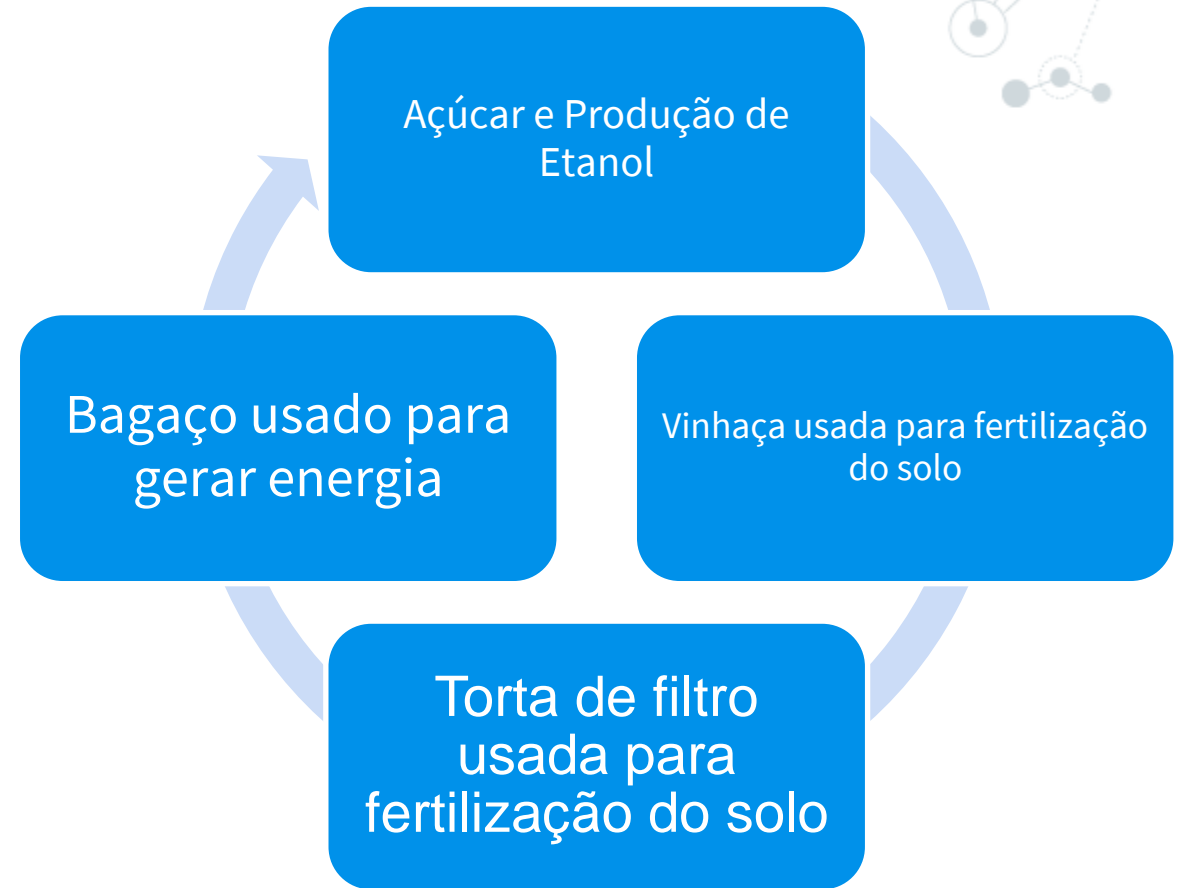 Açúcar e Produção de
Etanol
Bagaço usado para
gerar energia
Vinhaça usada para fertilização
do solo
Torta de filtro
usada para
fertilização do solo